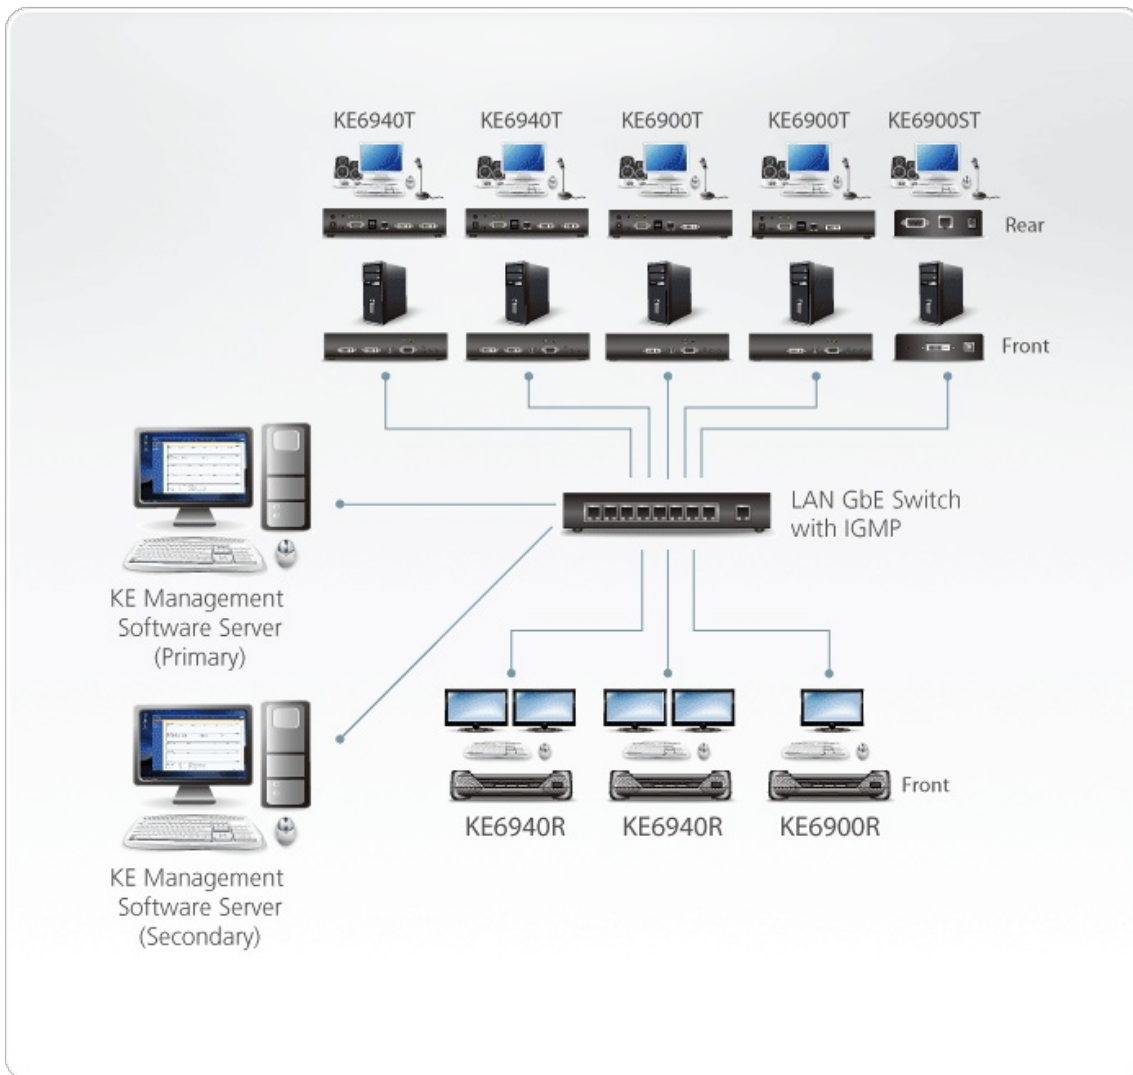 KE6940T
KE6940T
KE6900T
KE6900T
KE6900ST
Rear
Front
LAN GbE Switch
with IGMP
KE Management
Software Server
(Primary)
KE Management
Software Server
(Secondary)
Front
KE6940R
KE6940R
KE6900R